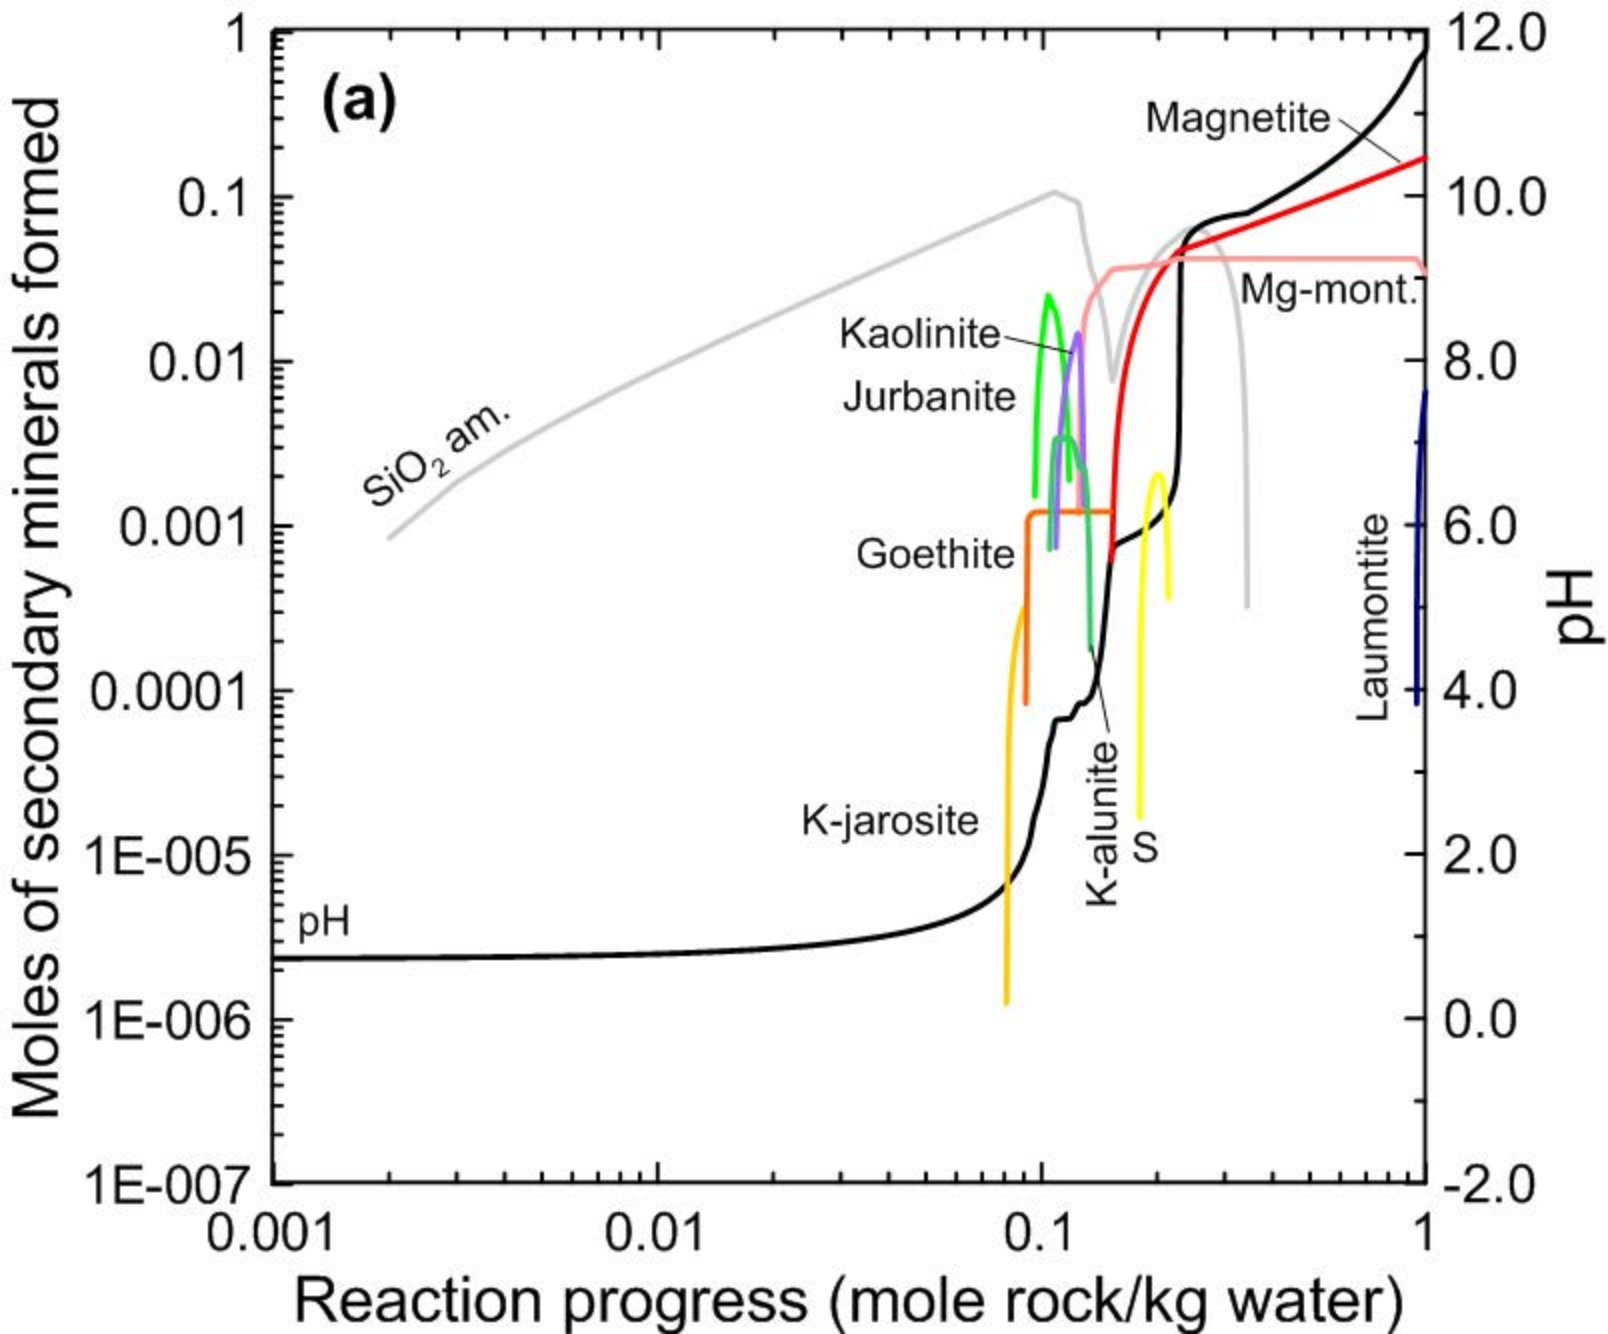 1
12.0
(a)
Magnetite
0.1
10.0
Mg-mont.
Kaolinite
0.01
8.0
Jurbanite
SiO₂ am.
0.001
6.0
Goethite
Laumontite
0.0001
4.0
K-jarosite
K-alunite
S
1E-005
2.0
pH
1E-006
0.0
1E-007
-2.0
0.001
0.01
0.1
1
Moles of secondary minerals formed
pH
Reaction progress (mole rock/kg water)